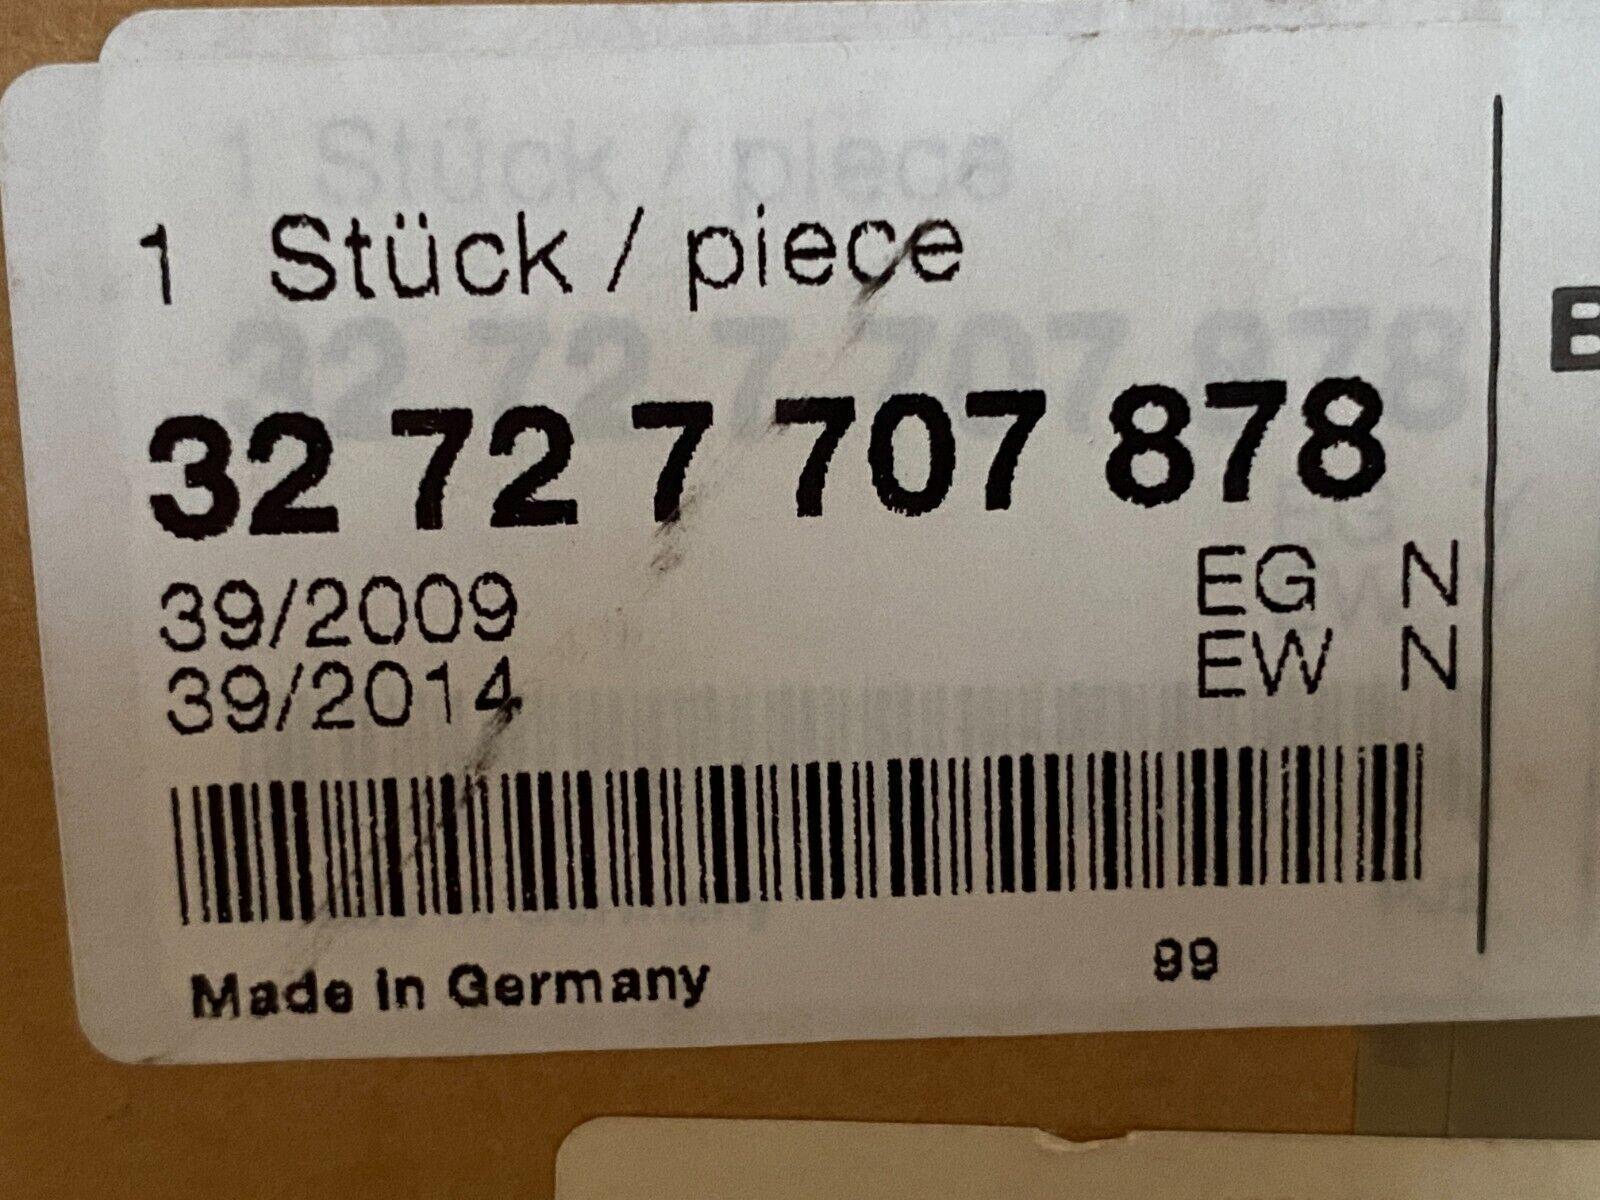 1 Stück / piece
32 72 7 707 878
39/2009 EG N
39/2014 EW N
Made in Germany 99
B